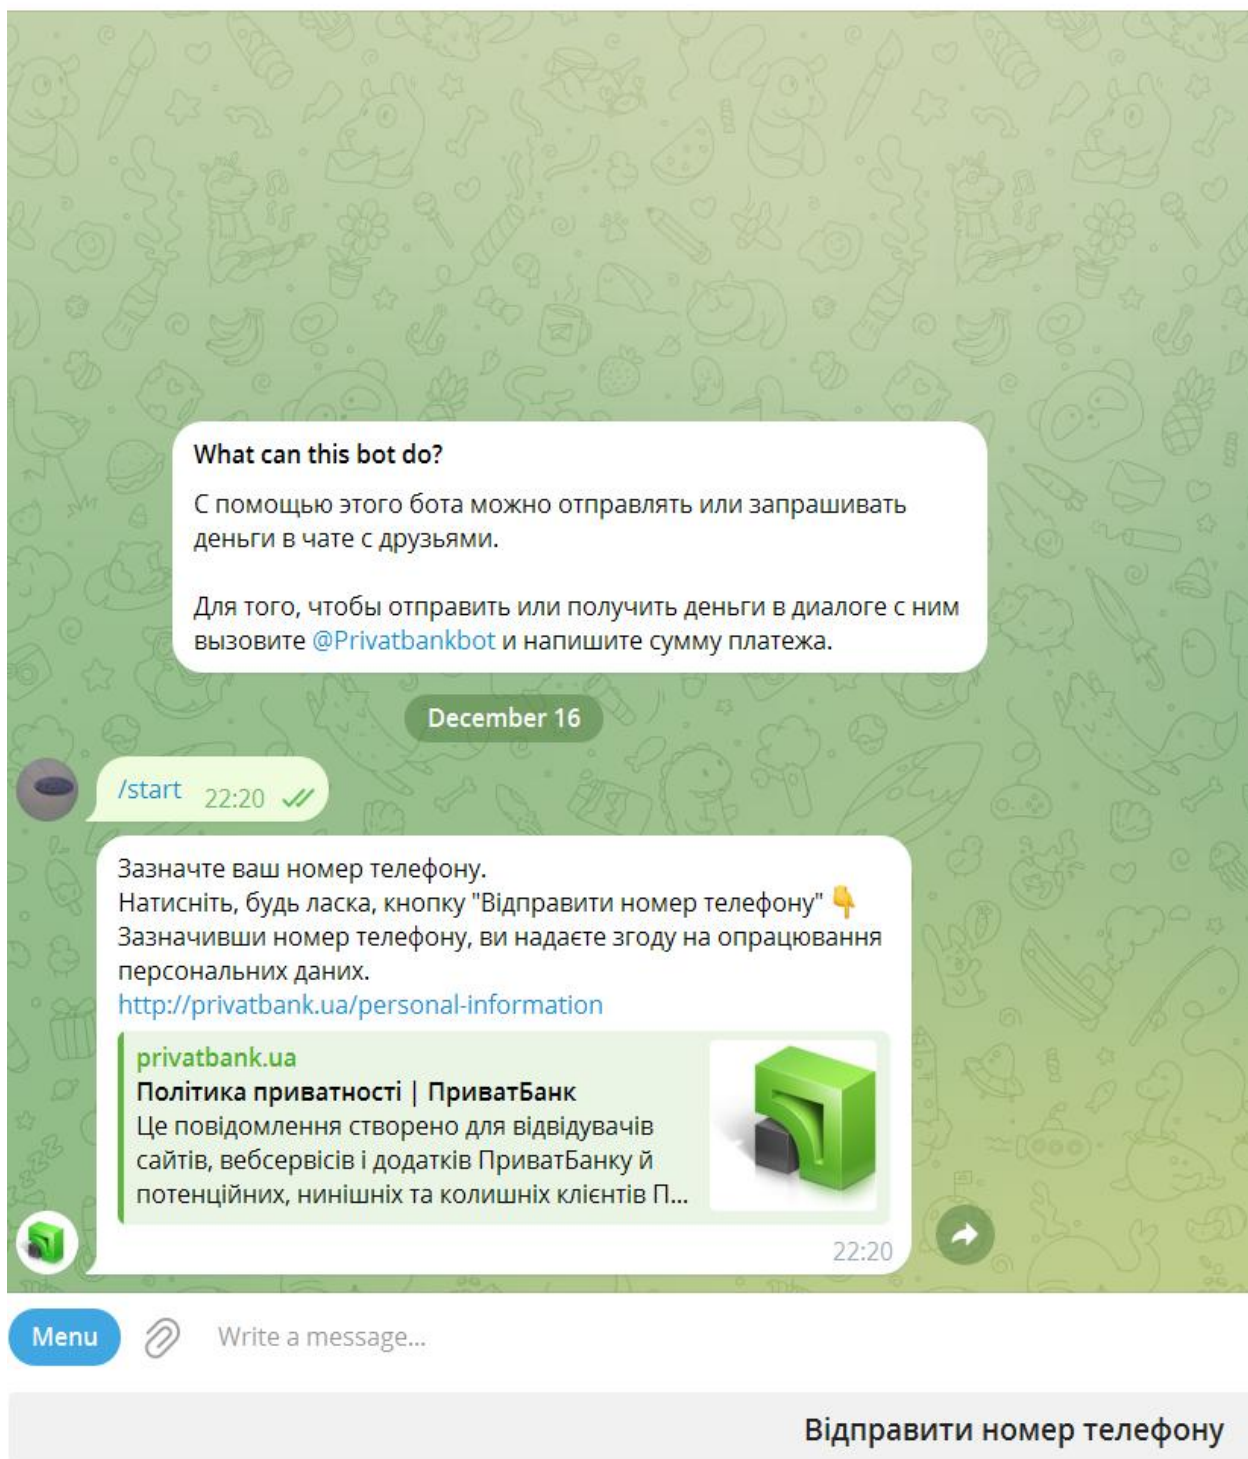 What can this bot do?
С помощью этого бота можно отправлять или запрашивать
деньги в чате с друзьями.
Для того, чтобы отправить или получить деньги в диалоге с ним
вызовите @Privatbankbot и напишите сумму платежа.
December 16
/start 22:20
Зазначте ваш номер телефону.
Натисніть, будь ласка, кнопку "Відправити номер телефону" 👇
Зазначивши номер телефону, ви надаєте згоду на опрацювання
персональних даних.
http://privatbank.ua/personal-information
privatbank.ua
Політика приватності | ПриватБанк
Це повідомлення створено для відвідувачів
сайтів, вебсервісів і додатків ПриватБанку й
потенційних, нинішніх та колишніх клієнтів П...
22:20
Menu
Write a message...
Відправити номер телефону